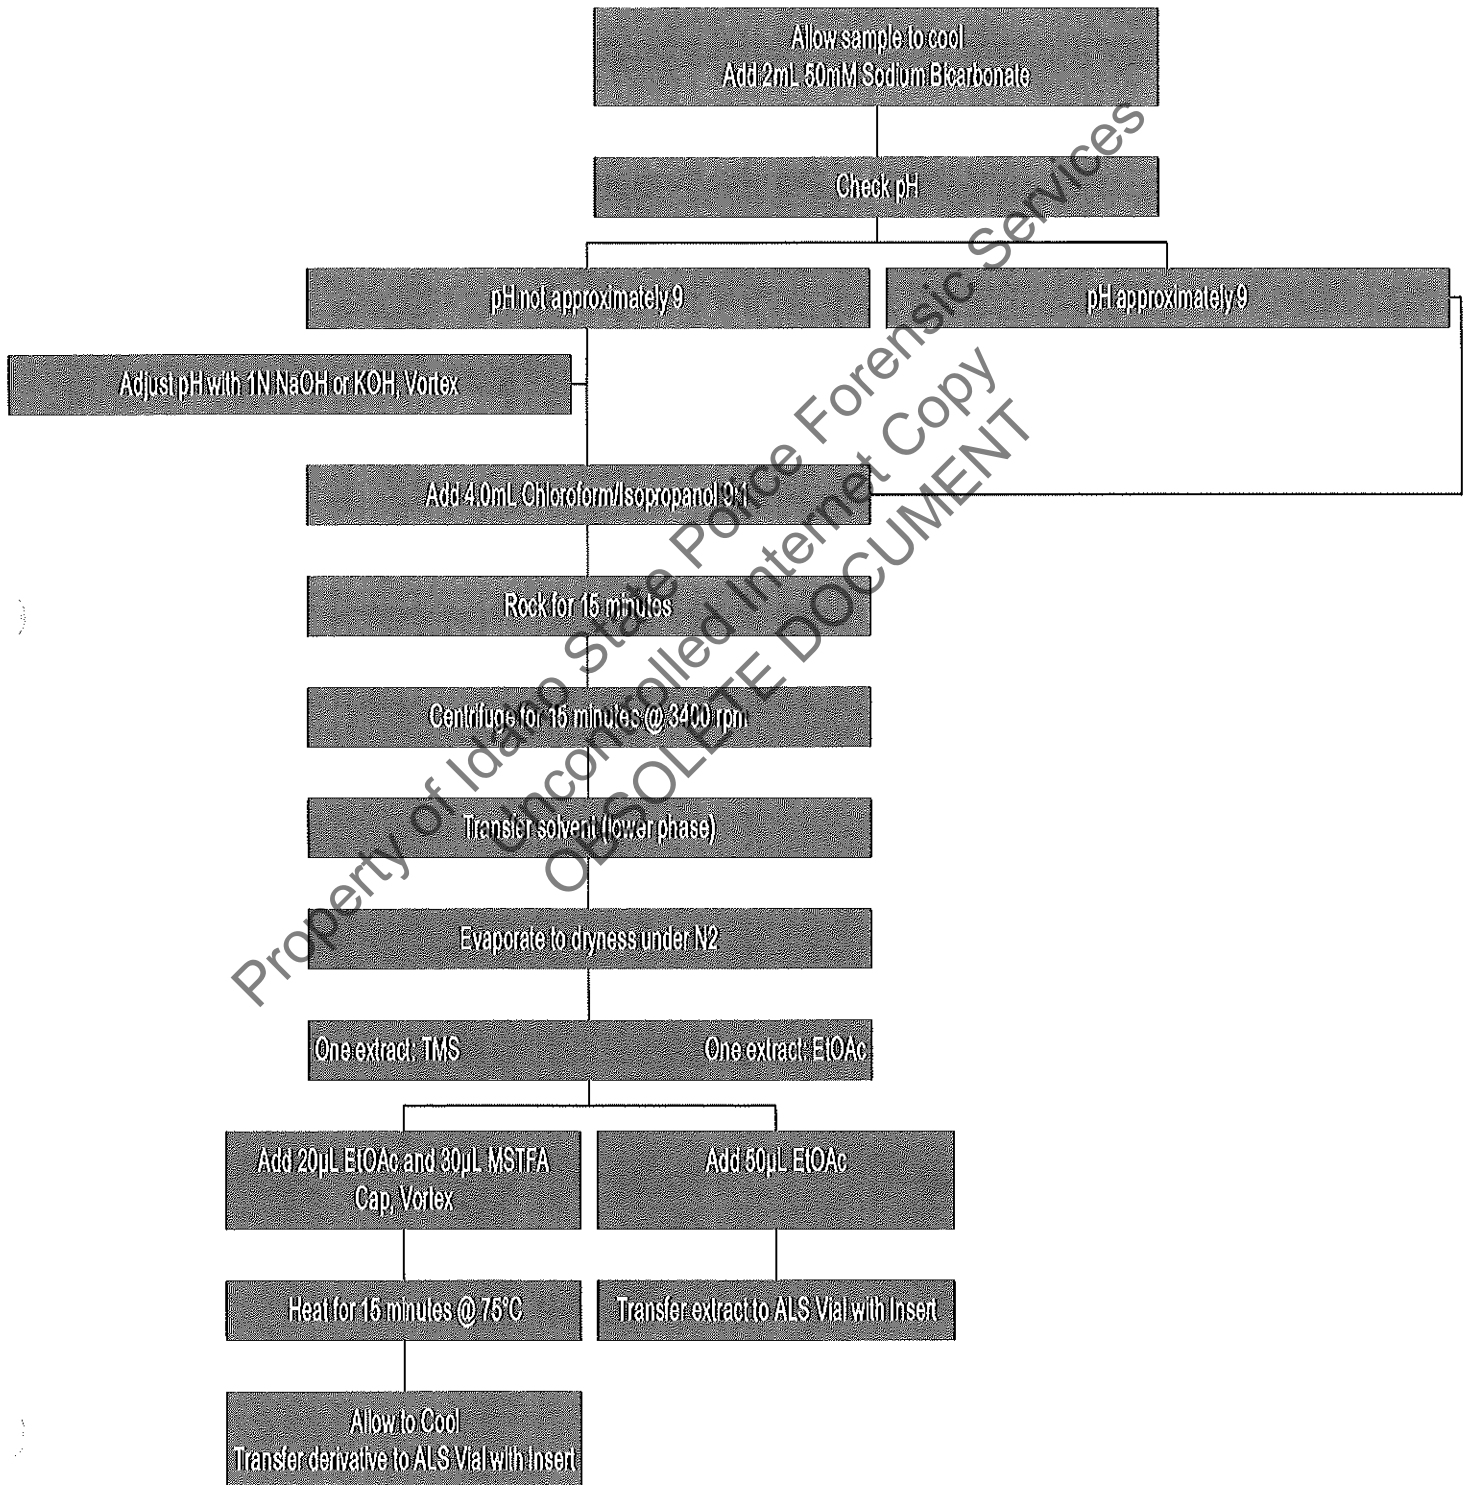 Allow sample to cool
Add 2mL 50mM Sodium Bicarbonate
Check pH
pH not approximately 9
pH approximately 9
Adjust pH with 1N NaOH or KOH, Vortex
Add 4.0mL Chloroform/Isopropanol 9:1
Rock for 15 minutes
Centrifuge for 15 minutes @ 3400 rpm
Transfer solvent (lower phase)
Evaporate to dryness under N2
One extract: TMS
One extract: EtOAc
Add 20µL EtOAc and 30µL MSTFA
Cap, Vortex
Add 50µL EtOAc
Heat for 15 minutes @ 75°C
Transfer extract to ALS Vial with Insert
Allow to Cool
Transfer derivative to ALS Vial with Insert
Property of Idaho State Police Forensic Services
Uncontrolled Internet Copy
OBSOLETE DOCUMENT